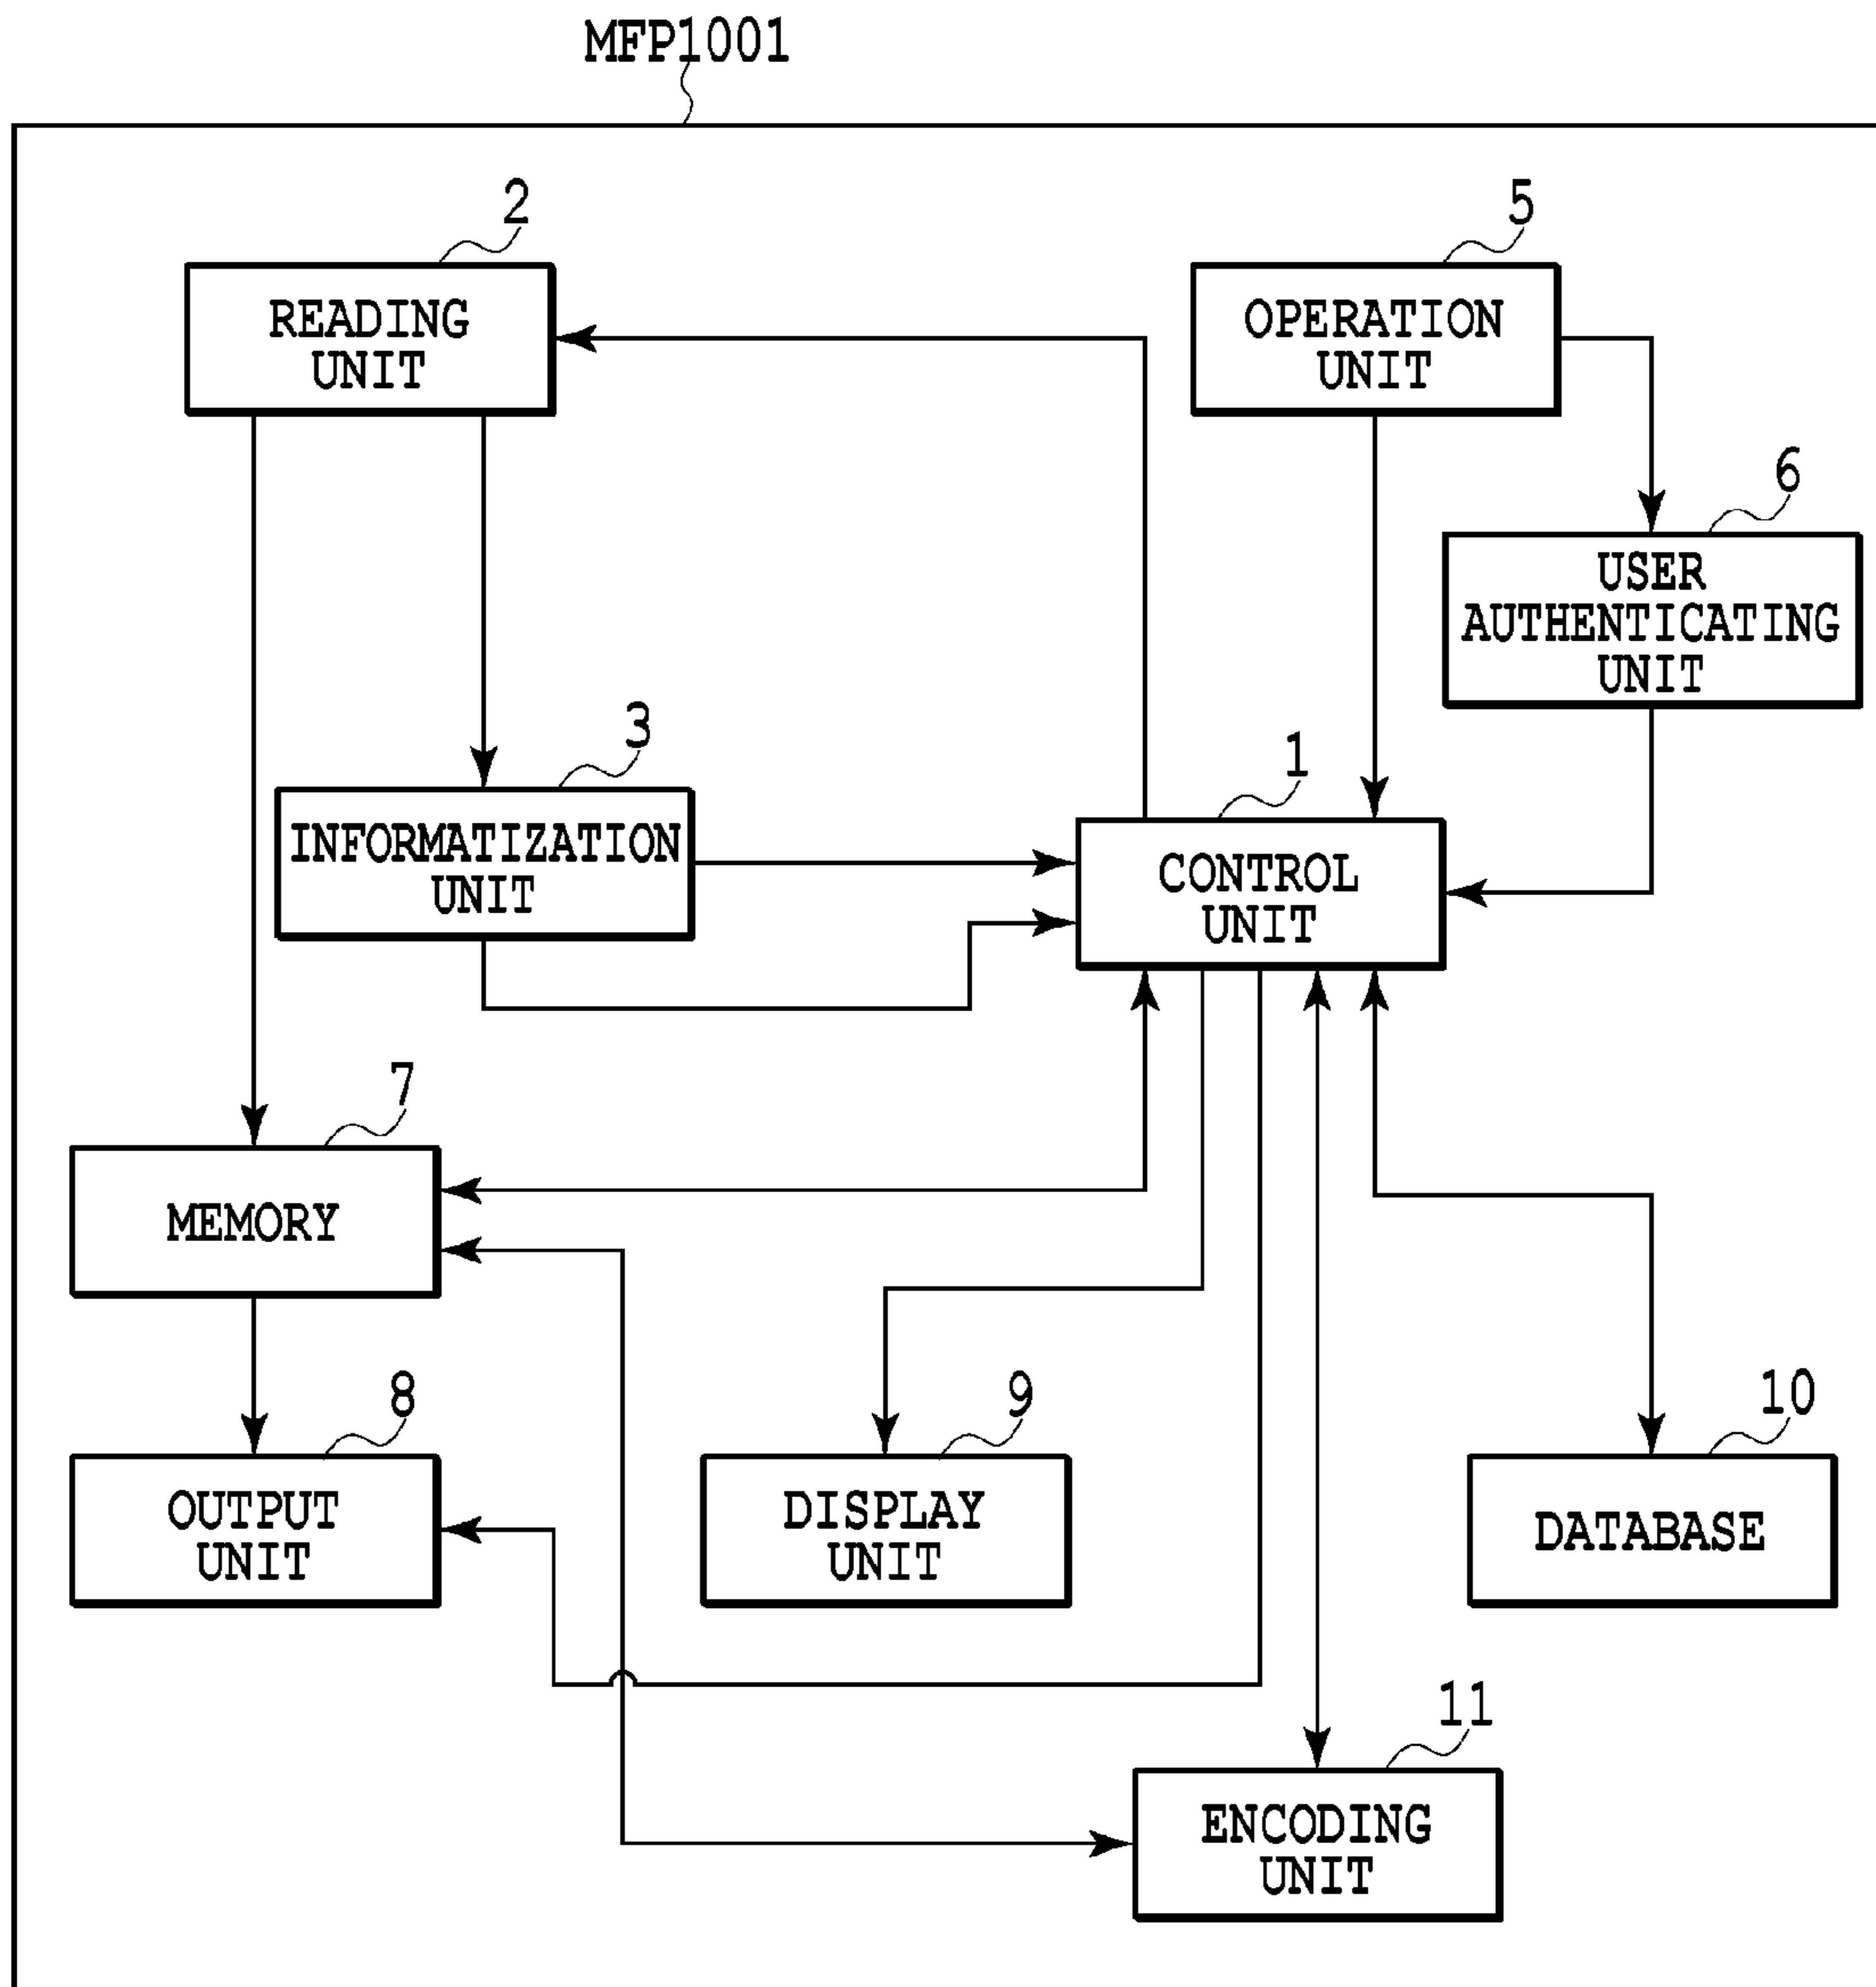 MFP1001
2
READING
UNIT
5
OPERATION
UNIT
6
USER
AUTHENTICATING
UNIT
3
INFORMATIZATION
UNIT
1
CONTROL
UNIT
7
MEMORY
8
OUTPUT
UNIT
9
DISPLAY
UNIT
10
DATABASE
11
ENCODING
UNIT